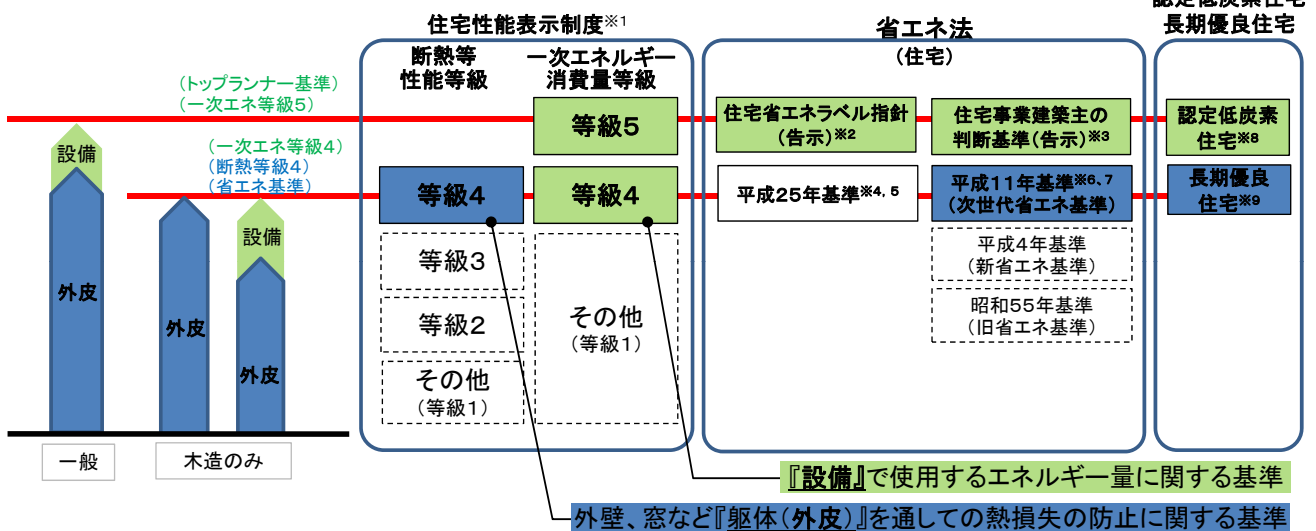 住宅性能表示制度※1
断熱等
性能等級
一次エネルギー
消費量等級
省エネ法
(住宅)
認定低炭素住宅
長期優良住宅
(トップランナー基準)
(一次エネ等級5)
(一次エネ等級4)
(断熱等級4)
(省エネ基準)
設備
外皮
外皮
設備
外皮
一般
木造のみ
等級5
等級4
等級4
等級3
等級2
その他
(等級1)
その他
(等級1)
住宅省エネラベル指針
(告示)※2
住宅事業建築主の
判断基準(告示)※3
平成25年基準※4, 5
平成11年基準※6、7
(次世代省エネ基準)
平成4年基準
(新省エネ基準)
昭和55年基準
(旧省エネ基準)
認定低炭素
住宅※8
長期優良
住宅※9
『設備』で使用するエネルギー量に関する基準
外壁、窓など『躯体(外皮)』を通しての熱損失の防止に関する基準